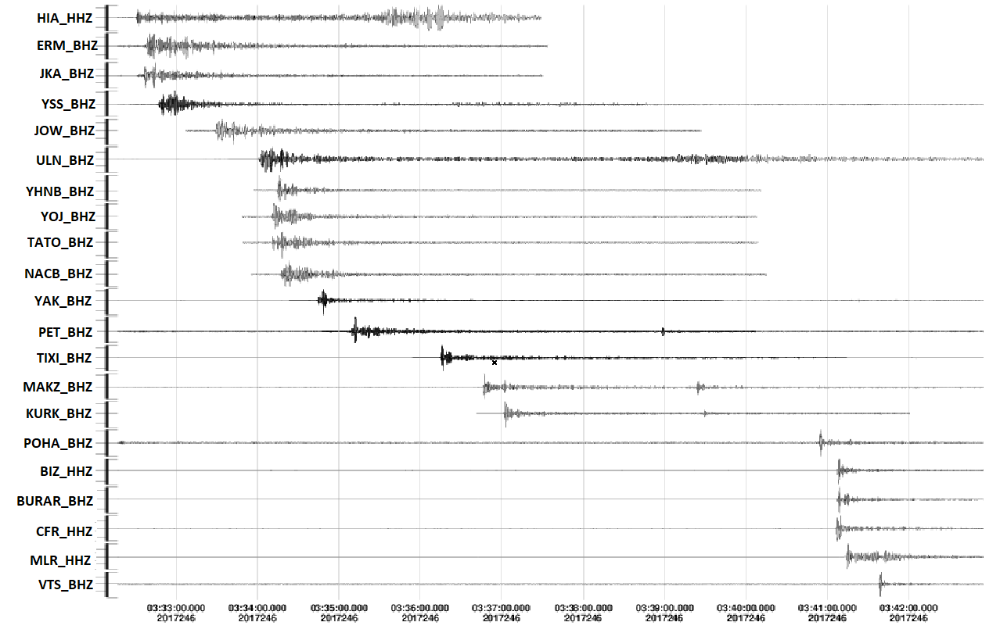 HIA_HHZ
ERM_BHZ
JKA_BHZ
YSS_BHZ
JOW_BHZ
ULN_BHZ
YHNB_BHZ
YOJ_BHZ
TATO_BHZ
NACB_BHZ
YAK_BHZ
PET_BHZ
TIXI_BHZ
MAKZ_BHZ
KURK_BHZ
POHA_BHZ
BIZ_HHZ
BURAR_BHZ
CFR_HHZ
MLR_HHZ
VTS_BHZ
03:33:00.000 03:34:00.000 03:35:00.000 03:36:00.000 03:37:00.000 03:38:00.000 03:39:00.000 03:40:00.000 03:41:00.000 03:42:00.000
2017246 2017246 2017246 2017246 2017246 2017246 2017246 2017246 2017246 2017246